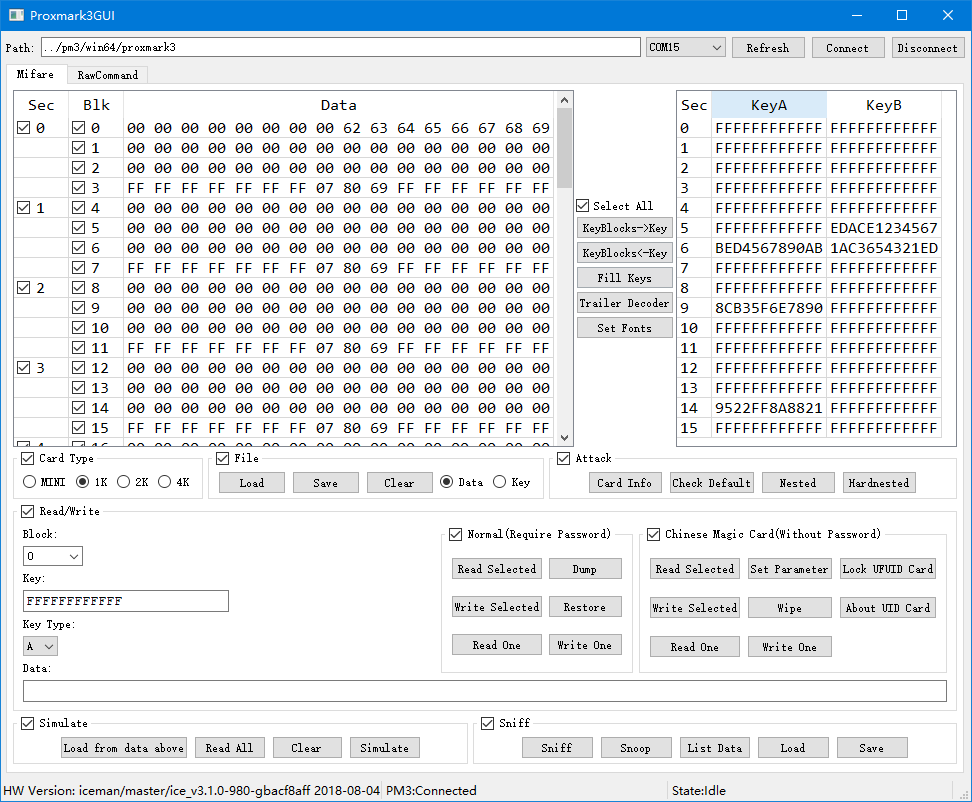 Proxmark3GUI
Path: ../pm3/win64/proxmark3 COM15 Refresh Connect Disconnect
Mifare RawCommand
Sec Blk Data
0 0 00 00 00 00 00 00 00 00 62 63 64 65 66 67 68 69
1 00 00 00 00 00 00 00 00 00 00 00 00 00 00 00 00
2 00 00 00 00 00 00 00 00 00 00 00 00 00 00 00 00
3 FF FF FF FF FF FF FF 07 80 69 FF FF FF FF FF FF
1 4 00 00 00 00 00 00 00 00 00 00 00 00 00 00 00 00
5 00 00 00 00 00 00 00 00 00 00 00 00 00 00 00 00
6 00 00 00 00 00 00 00 00 00 00 00 00 00 00 00 00
7 FF FF FF FF FF FF FF 07 80 69 FF FF FF FF FF FF
2 8 00 00 00 00 00 00 00 00 00 00 00 00 00 00 00 00
9 00 00 00 00 00 00 00 00 00 00 00 00 00 00 00 00
10 00 00 00 00 00 00 00 00 00 00 00 00 00 00 00 00
11 FF FF FF FF FF FF FF 07 80 69 FF FF FF FF FF FF
3 12 00 00 00 00 00 00 00 00 00 00 00 00 00 00 00 00
13 00 00 00 00 00 00 00 00 00 00 00 00 00 00 00 00
14 00 00 00 00 00 00 00 00 00 00 00 00 00 00 00 00
15 FF FF FF FF FF FF FF 07 80 69 FF FF FF FF FF FF
Select All
KeyBlocks->Key
KeyBlocks<-Key
Fill Keys
Trailer Decoder
Set Fonts
Sec KeyA KeyB
0 FFFFFFFFFFFF FFFFFFFFFFFF
1 FFFFFFFFFFFF FFFFFFFFFFFF
2 FFFFFFFFFFFF FFFFFFFFFFFF
3 FFFFFFFFFFFF FFFFFFFFFFFF
4 FFFFFFFFFFFF FFFFFFFFFFFF
5 FFFFFFFFFFFF EDACE1234567
6 BED4567890AB 1AC3654321ED
7 FFFFFFFFFFFF FFFFFFFFFFFF
8 FFFFFFFFFFFF FFFFFFFFFFFF
9 8CB35F6E7890 FFFFFFFFFFFF
10 FFFFFFFFFFFF FFFFFFFFFFFF
11 FFFFFFFFFFFF FFFFFFFFFFFF
12 FFFFFFFFFFFF FFFFFFFFFFFF
13 FFFFFFFFFFFF FFFFFFFFFFFF
14 9522FF8A8821 FFFFFFFFFFFF
15 FFFFFFFFFFFF FFFFFFFFFFFF
Card Type
MINI 1K 2K 4K
File
Load Save Clear Data Key
Attack
Card Info Check Default Nested Hardnested
Read/Write
Block:
0
Key:
FFFFFFFFFFFF
Key Type:
A
Normal(Require Password)
Read Selected Dump
Write Selected Restore
Read One Write One
Chinese Magic Card(Without Password)
Read Selected Set Parameter Lock UFUID Card
Write Selected Wipe About UID Card
Read One Write One
Data:
Simulate
Load from data above Read All Clear Simulate
Sniff
Sniff Snoop List Data Load Save
HW Version: iceman/master/ice_v3.1.0-980-gbacf8aff 2018-08-04 PM3:Connected State:Idle